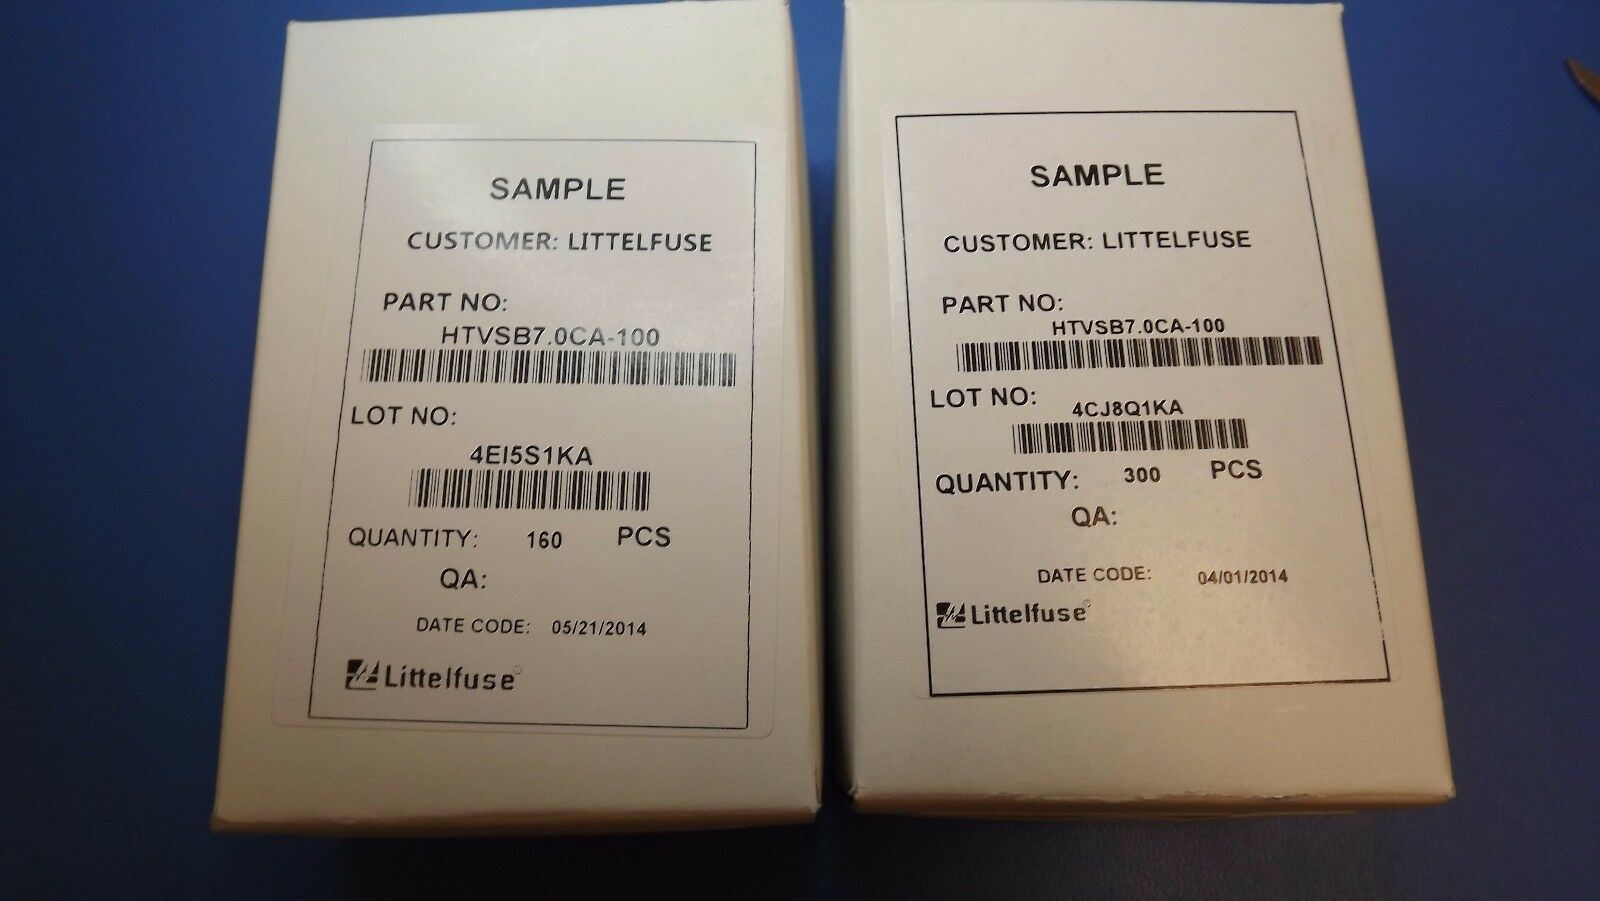 SAMPLE
CUSTOMER: LITTELFUSE
PART NO:
HTVSB7.0CA-100
LOT NO:
4EI5S1KA
QUANTITY: 160 PCS
QA:
DATE CODE: 05/21/2014
Littelfuse
SAMPLE
CUSTOMER: LITTELFUSE
PART NO:
HTVSB7.0CA-100
LOT NO:
4CJ8Q1KA
QUANTITY: 300 PCS
QA:
DATE CODE: 04/01/2014
Littelfuse